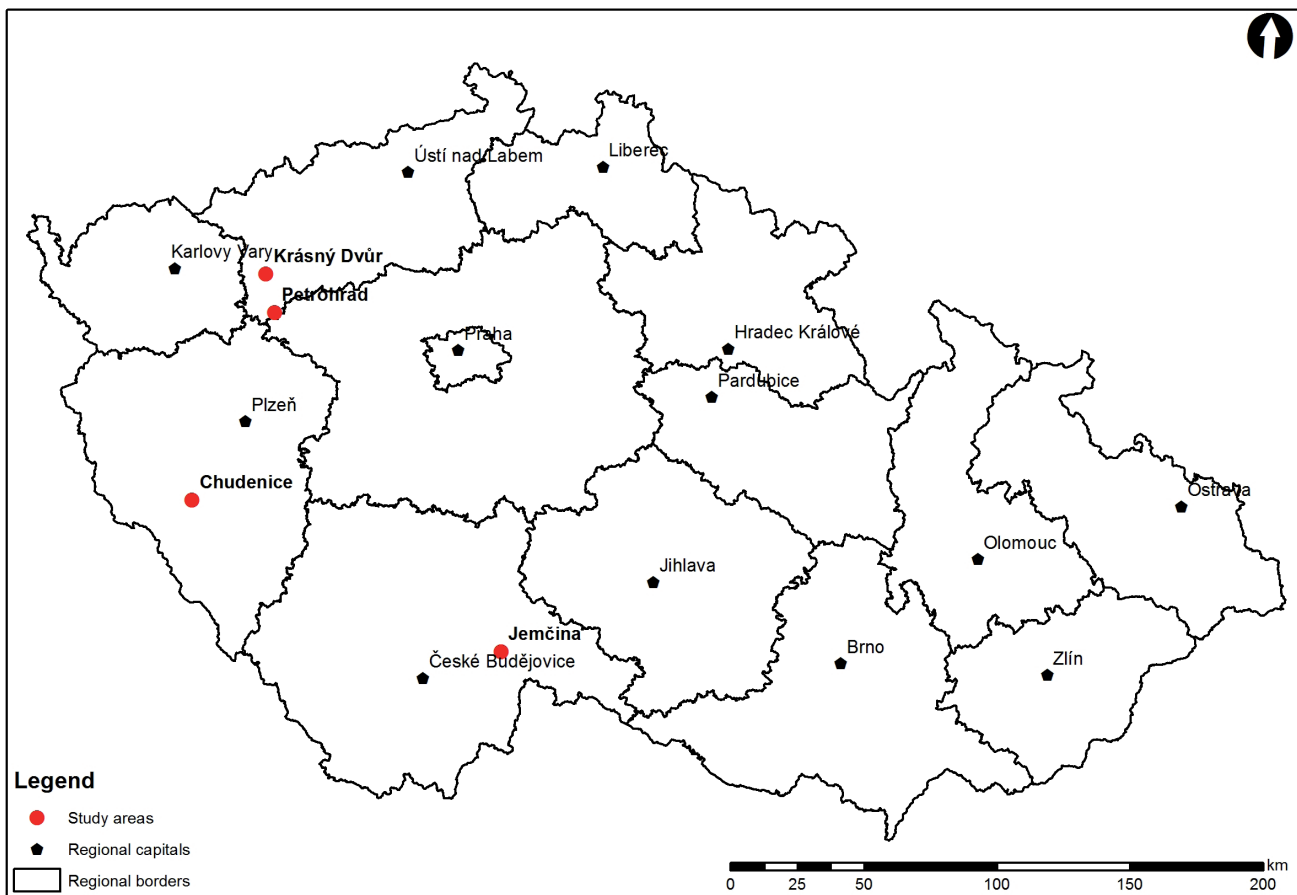 Ústí nad Labem
Liberec
Karlovy Vary
Krásný Dvůr
Petrohrad
Praha
Hradec Králové
Pardubice
Plzeň
Chudenice
Ostrava
Olomouc
Jihlava
Jemčina
České Budějovice
Brno
Zlín
Legend
Study areas
Regional capitals
Regional borders
km
0 25 50 100 150 200